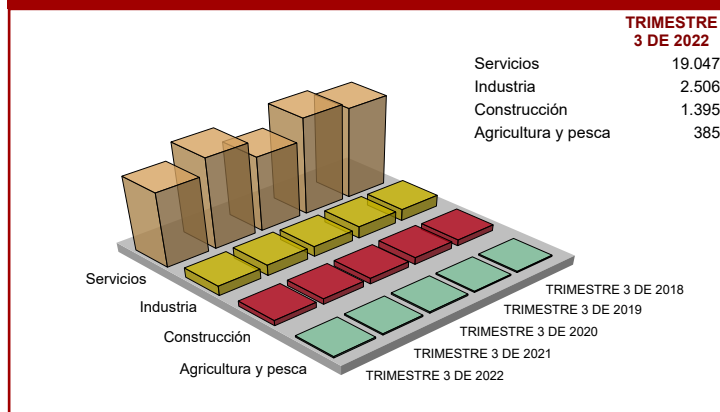 TRIMESTRE
3 DE 2022
Servicios 19.047
Industria 2.506
Construcción 1.395
Agricultura y pesca 385
Servicios
Industria
Construcción
Agricultura y pesca
TRIMESTRE 3 DE 2018
TRIMESTRE 3 DE 2019
TRIMESTRE 3 DE 2020
TRIMESTRE 3 DE 2021
TRIMESTRE 3 DE 2022